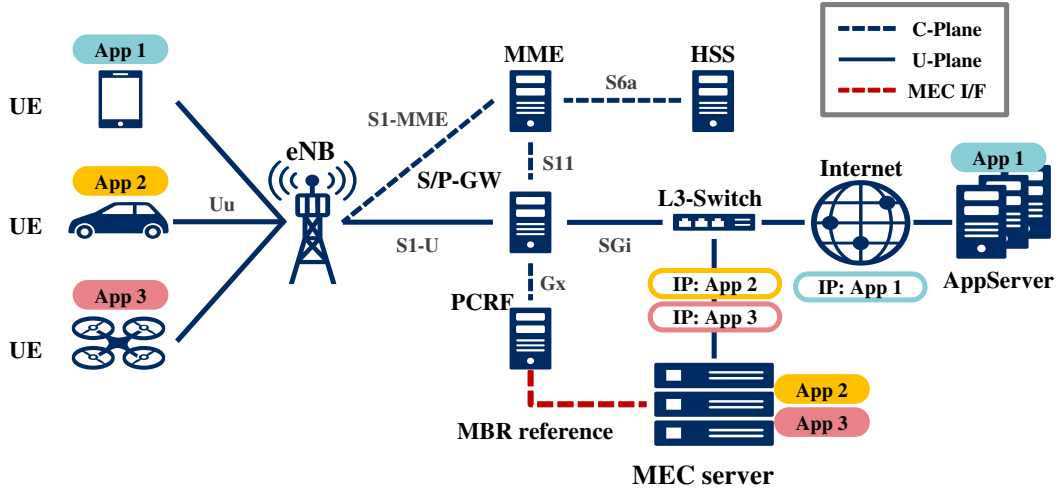 App 1
UE
App 2
UE
App 3
UE
Uu
eNB
S1-MME
S1-U
MME
S6a
HSS
S11
S/P-GW
Gx
PCRF
MBR reference
SGi
L3-Switch
IP: App 2
IP: App 3
App 2
App 3
MEC server
Internet
IP: App 1
App 1
AppServer
C-Plane
U-Plane
MEC I/F